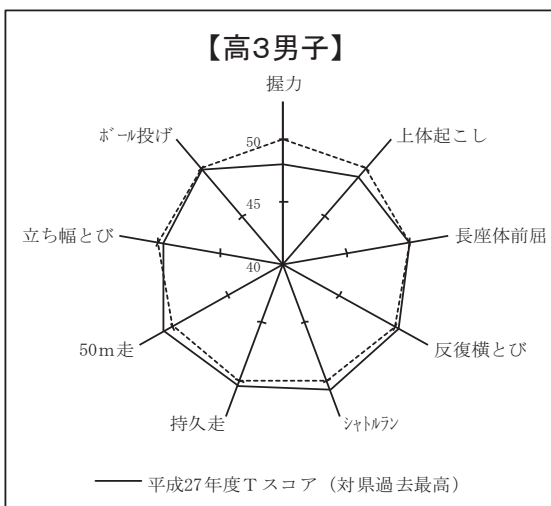 【高3男子】
握力
ﾎﾞｰﾙ投げ
上体起こし
50
立ち幅とび
45
長座体前屈
40
50m走
反復横とび
持久走
ｼｬﾄﾙﾗﾝ
平成27年度Tスコア（対県過去最高）